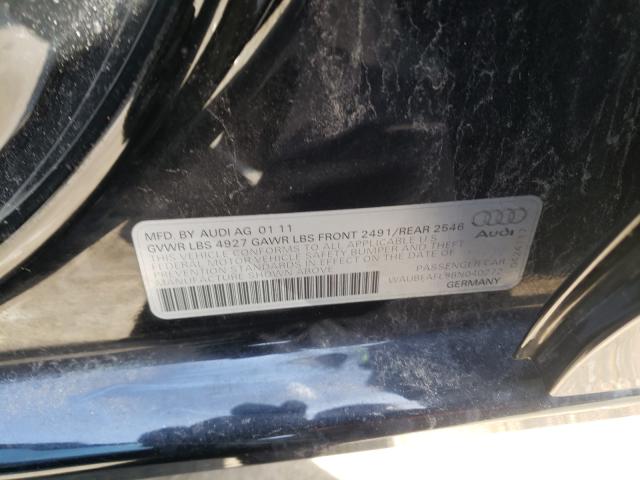 MFD. BY AUDI AG 01 11
GVWR LBS 4927 GAWR LBS FRONT 2491/REAR 2546
THIS VEHICLE CONFORMS TO ALL APPLICABLE U.S.
FEDERAL MOTOR VEHICLE SAFETY BUMPER AND THEFT
PREVENTION STANDARDS IN EFFECT ON THE DATE OF
MANUFACTURE SHOWN ABOVE
Audi
PASSENGER CAR
WAUBEAFL9BN040272
GERMANY